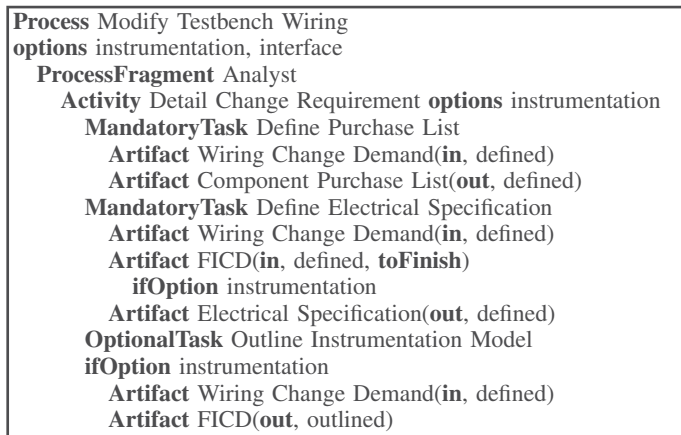 Process Modify Testbench Wiring
options instrumentation, interface
ProcessFragment Analyst
Activity Detail Change Requirement options instrumentation
MandatoryTask Define Purchase List
Artifact Wiring Change Demand(in, defined)
Artifact Component Purchase List(out, defined)
MandatoryTask Define Electrical Specification
Artifact Wiring Change Demand(in, defined)
Artifact FICD(in, defined, toFinish)
ifOption instrumentation
Artifact Electrical Specification(out, defined)
OptionalTask Outline Instrumentation Model
ifOption instrumentation
Artifact Wiring Change Demand(in, defined)
Artifact FICD(out, outlined)